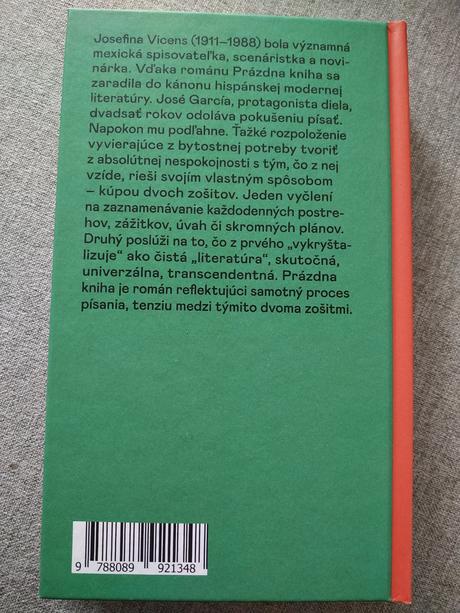 Josefina Vicens (1911–1988) bola významná
mexická spisovateľka, scenáristka a novi-
nárka. Vďaka románu Prázdna kniha sa
zaradila do kánonu hispánskej modernej
literatúry. José García, protagonista diela,
dvadsať rokov odoláva pokušeniu písať.
Napokon mu podľahne. Ťažké rozpoloženie
vyvierajúce z bytostnej potreby tvoriť
z absolútnej nespokojnosti s tým, čo z nej
vzíde, rieši svojím vlastným spôsobom
– kúpou dvoch zošitov. Jeden vyčlení
na zaznamenávanie každodenných postre-
hov, zážitkov, úvah či skromných plánov.
Druhý poslúži na to, čo z prvého „vykryšta-
lizuje“ ako čistá „literatúra“, skutočná,
univerzálna, transcendentná. Prázdna
kniha je román reflektujúci samotný proces
písania, tenziu medzi týmito dvoma zošitmi.
9 788089 921348